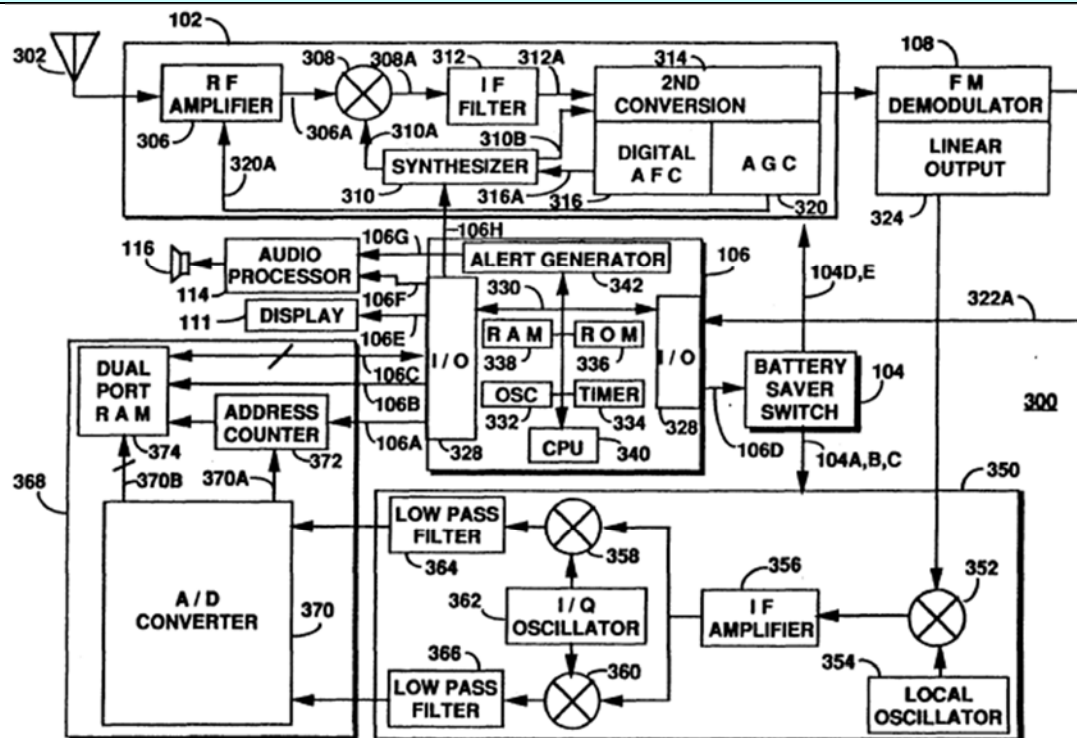 102
302
R F
AMPLIFIER
306
306A
308
308A
312
I F
FILTER
312A
314
2ND
CONVERSION
108
F M
DEMODULATOR
LINEAR
OUTPUT
324
310A
310B
SYNTHESIZER
310
316A
DIGITAL
A F C
316
A G C
320
320A
106H
116
AUDIO
PROCESSOR
114
106G
106F
ALERT GENERATOR
342
106
104D,E
322A
111
DISPLAY
106E
330
I / O
R A M
338
R O M
336
I / O
OSC
332
TIMER
334
CPU
340
328
328
BATTERY
SAVER
SWITCH
104
300
106D
104A,B,C
DUAL
PORT
R A M
374
106C
106B
ADDRESS
COUNTER
372
106A
370B
370A
368
A / D
CONVERTER
370
350
LOW PASS
FILTER
364
358
362
I / Q
OSCILLATOR
356
I F
AMPLIFIER
352
366
LOW PASS
FILTER
360
354
LOCAL
OSCILLATOR